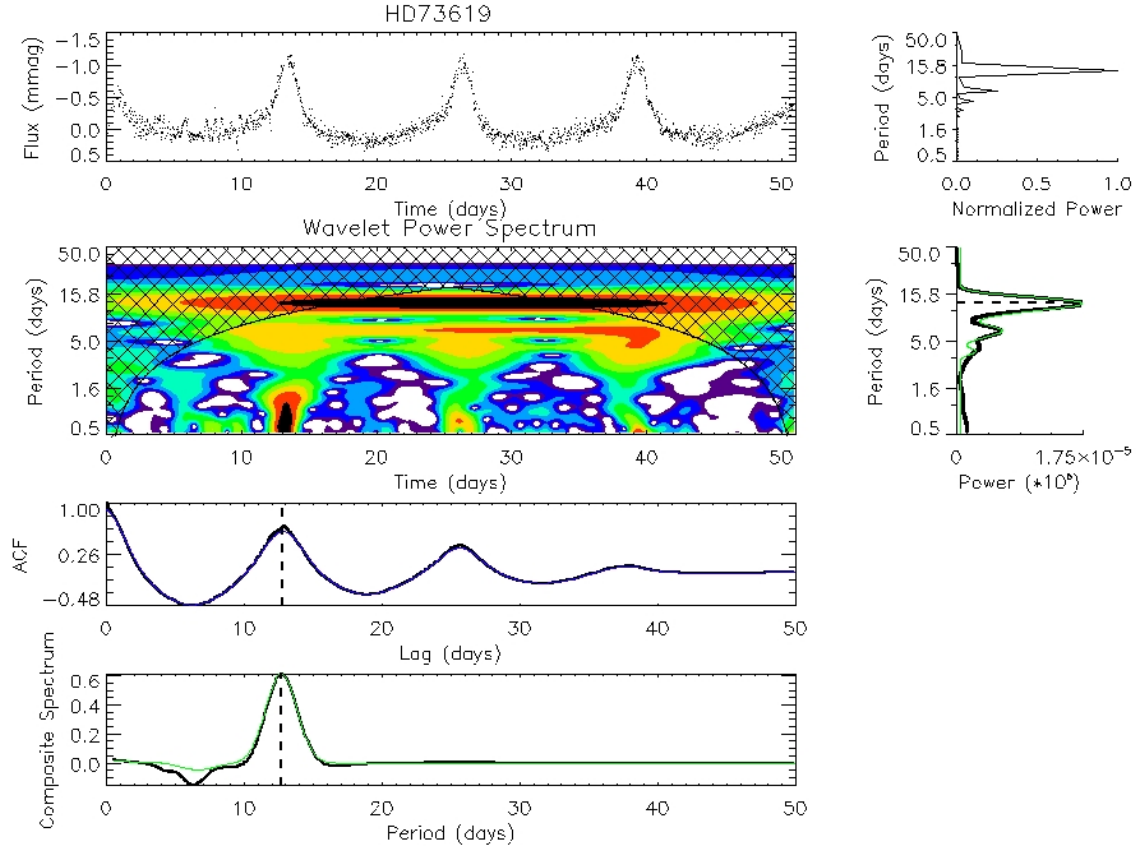 HD73619
Flux (mmag)
-1.5
-1.0
-0.5
0.0
0.5
0 10 20 30 40 50
Time (days)
Period (days)
50.0
15.8
5.0
1.6
0.5
0.0 0.5 1.0
Normalized Power
Wavelet Power Spectrum
Period (days)
50.0
15.8
5.0
1.6
0.5
0 10 20 30 40 50
Time (days)
Period (days)
50.0
15.8
5.0
1.6
0.5
0 1.75×10⁻⁵
Power (*10⁶)
ACF
1.00
0.26
-0.48
0 10 20 30 40 50
Lag (days)
Composite Spectrum
0.6
0.4
0.2
0.0
0 10 20 30 40 50
Period (days)